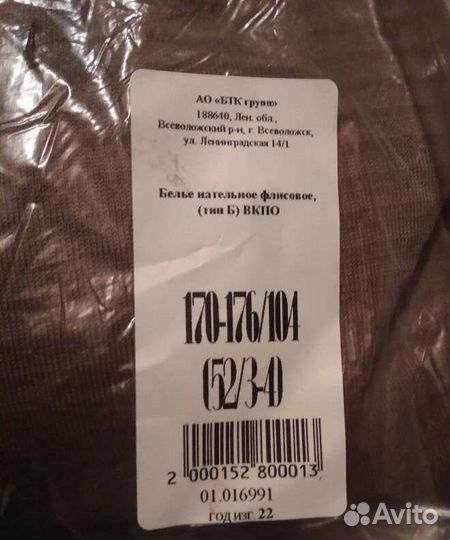 АО «БТК групп»
188640, Лен. обл.,
Всеволожский р-н, г. Всеволожск,
ул. Ленинградская 14/1
Белье нательное флисовое,
(тип Б) ВКПО
170-176/104
(52/3-4)
2 000152 800013
01.016991
год изг. 22
Avito